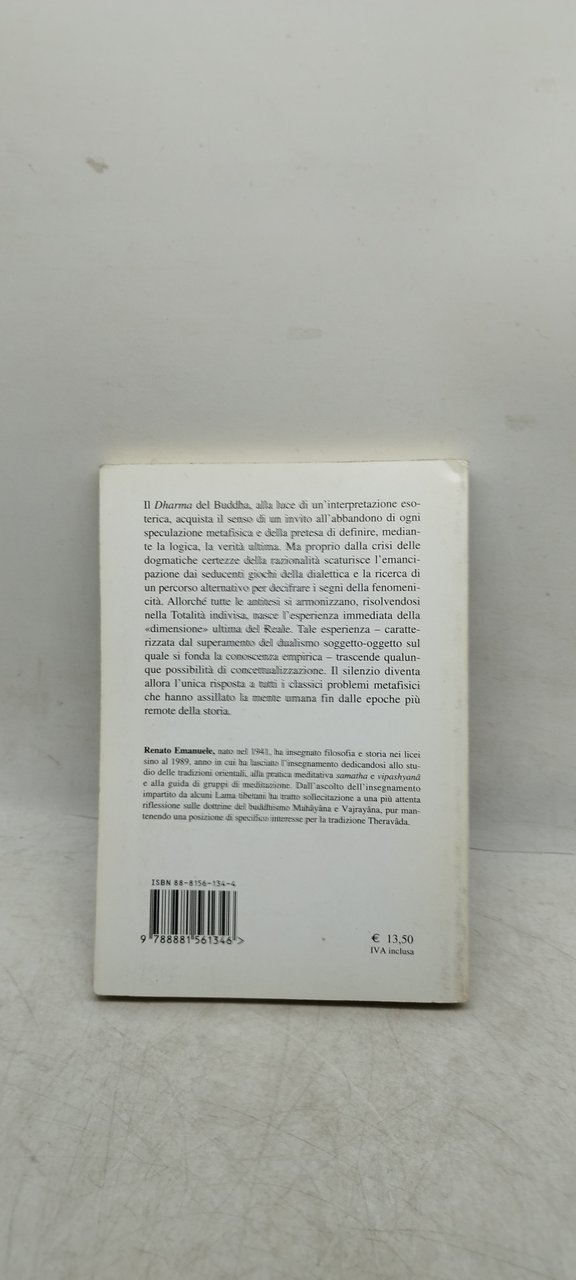 Il Dharma del Buddha, alla luce di un'interpretazione eso-
terica, acquista il senso di un invito all'abbandono di ogni
speculazione metafisica e della pretesa di definire, median-
te la logica, la verità ultima. Ma proprio dalla crisi delle
dogmatiche certezze della razionalità scaturisce l'emanci-
pazione dai seducenti giochi della dialettica e la ricerca di
un percorso alternativo per decifrare i segni della fenomeni-
cità. Allorché tutte le antitesi si armonizzano, risolvendosi
nella Totalità indivisa, nasce l'esperienza immediata della
«dimensione» ultima del Reale. Tale esperienza – caratte-
rizzata dal superamento del dualismo soggetto-oggetto sul
quale si fonda la conoscenza empirica – trascende qualun-
que possibilità di concettualizzazione. Il silenzio diventa
allora l'unica risposta a tutti i classici problemi metafisici
che hanno assillato la mente umana fin dalle epoche più
remote della storia.
Renato Emanuele, nato nel 1941, ha insegnato filosofia e storia nei licei
sino al 1989, anno in cui ha lasciato l'insegnamento dedicandosi allo stu-
dio delle tradizioni orientali, alla pratica meditativa samatha e vipashyanâ
e alla guida di gruppi di meditazione. Dall'ascolto dell'insegnamento
impartito da alcuni Lama tibetani ha tratto sollecitazione a una più attenta
riflessione sulle dottrine del buddhismo Mahâyâna e Vajrayâna, pur man-
tenendo una posizione di specifico interesse per la tradizione Theravâda.
ISBN 88-8156-134-4
9 788881 561346 >
€ 13,50
IVA inclusa